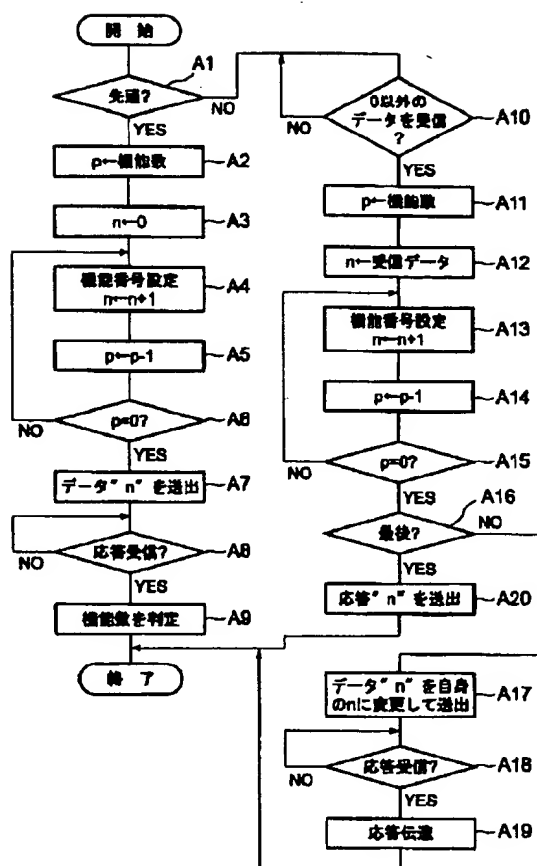 開始
A1
先頭?
NO
YES
p←機能数
A2
n←0
A3
機能番号設定
n←n+1
A4
p←p-1
A5
p=0?
A6
NO
YES
データ"n"を送出
A7
応答受信?
A8
NO
YES
機能数を判定
A9
終了
0以外の
データを受信
?
A10
NO
YES
p←機能数
A11
n←受信データ
A12
機能番号設定
n←n+1
A13
p←p-1
A14
p=0?
A15
NO
YES
A16
最後?
NO
YES
応答"n"を送出
A20
データ"n"を自身
のnに変更して送出
A17
応答受信?
A18
NO
YES
応答伝達
A19